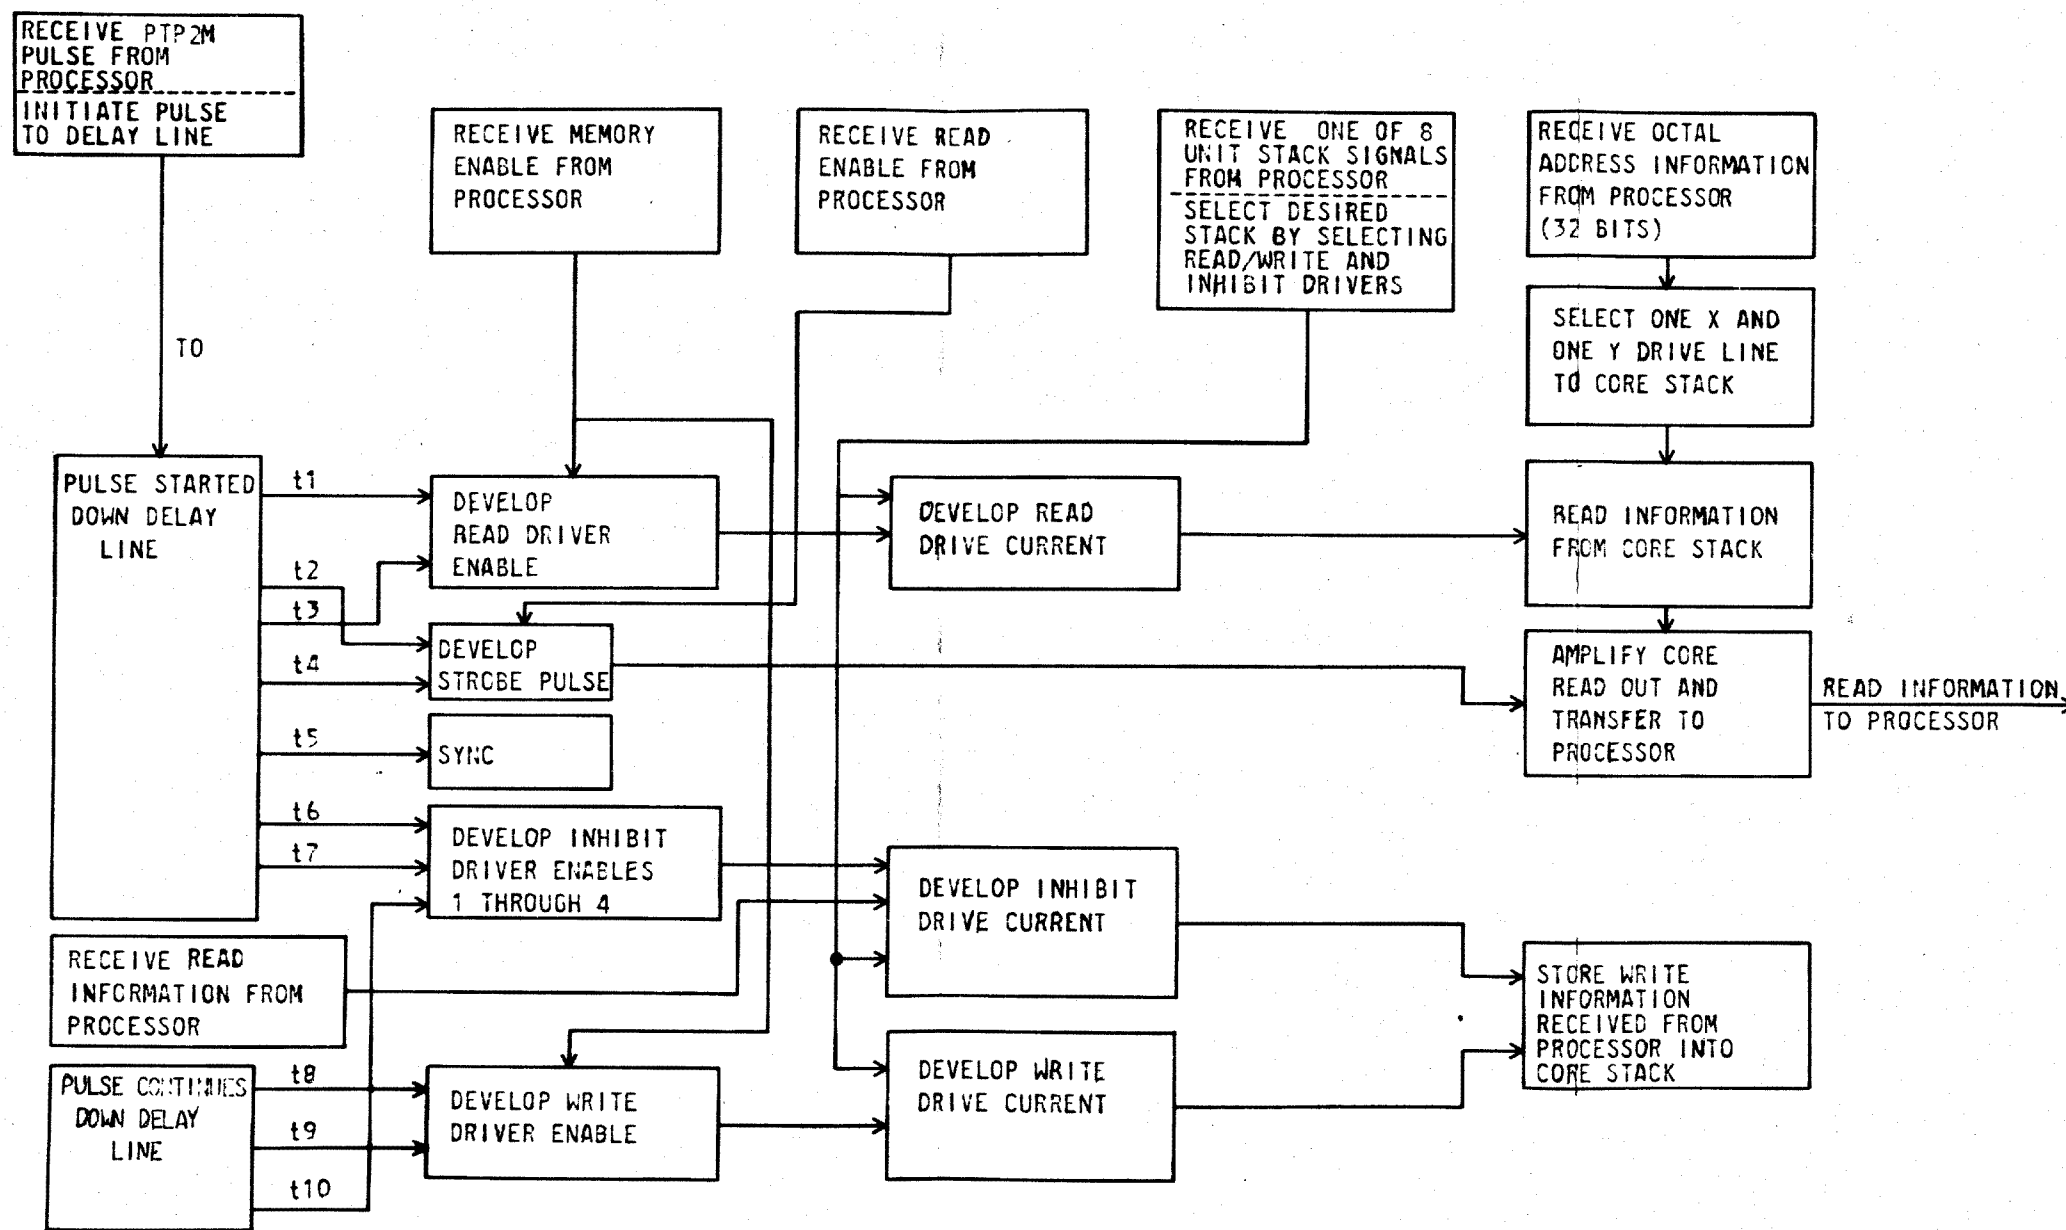 RECEIVE PTP2M
PULSE FROM
PROCESSOR
INITIATE PULSE
TO DELAY LINE
RECEIVE MEMORY
ENABLE FROM
PROCESSOR
RECEIVE READ
ENABLE FROM
PROCESSOR
RECEIVE ONE OF 8
UNIT STACK SIGNALS
FROM PROCESSOR
SELECT DESIRED
STACK BY SELECTING
READ/WRITE AND
INHIBIT DRIVERS
RECEIVE OCTAL
ADDRESS INFORMATION
FROM PROCESSOR
(32 BITS)
TO
SELECT ONE X AND
ONE Y DRIVE LINE
TO CORE STACK
PULSE STARTED
DOWN DELAY
LINE
t1
t2
t3
t4
t5
t6
t7
DEVELOP
READ DRIVER
ENABLE
DEVELOP READ
DRIVE CURRENT
READ INFORMATION
FROM CORE STACK
DEVELOP
STROBE PULSE
AMPLIFY CORE
READ OUT AND
TRANSFER TO
PROCESSOR
READ INFORMATION
TO PROCESSOR
SYNC
DEVELOP INHIBIT
DRIVER ENABLES
1 THROUGH 4
DEVELOP INHIBIT
DRIVE CURRENT
RECEIVE READ
INFORMATION FROM
PROCESSOR
STORE WRITE
INFORMATION
RECEIVED FROM
PROCESSOR INTO
CORE STACK
PULSE CONTINUES
DOWN DELAY
LINE
t8
t9
t10
DEVELOP WRITE
DRIVER ENABLE
DEVELOP WRITE
DRIVE CURRENT